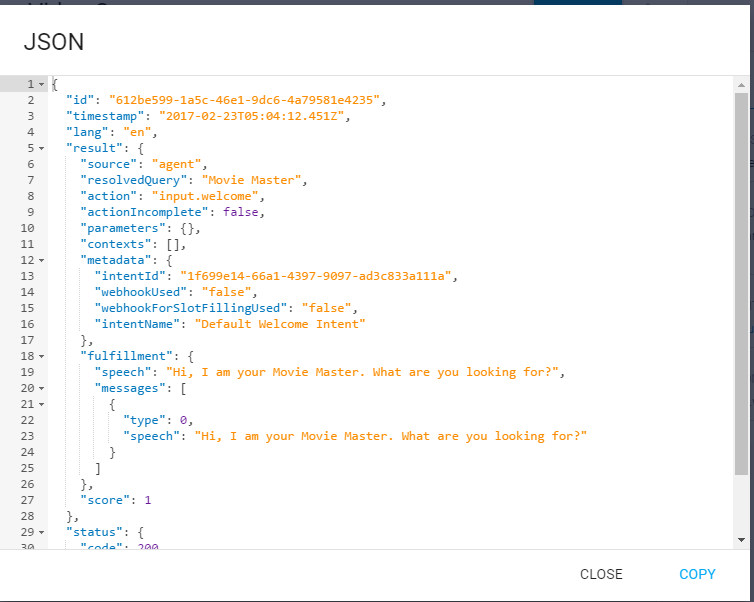 JSON
1 {
2 "id": "612be599-1a5c-46e1-9dc6-4a79581e4235",
3 "timestamp": "2017-02-23T05:04:12.451Z",
4 "lang": "en",
5 "result": {
6 "source": "agent",
7 "resolvedQuery": "Movie Master",
8 "action": "input.welcome",
9 "actionIncomplete": false,
10 "parameters": {},
11 "contexts": [],
12 "metadata": {
13 "intentId": "1f699e14-66a1-4397-9097-ad3c833a111a",
14 "webhookUsed": "false",
15 "webhookForSlotFillingUsed": "false",
16 "intentName": "Default Welcome Intent"
17 },
18 "fulfillment": {
19 "speech": "Hi, I am your Movie Master. What are you looking for?",
20 "messages": [
21 {
22 "type": 0,
23 "speech": "Hi, I am your Movie Master. What are you looking for?"
24 }
25 ]
26 },
27 "score": 1
28 },
29 "status": {
30 "code": 200
CLOSE COPY